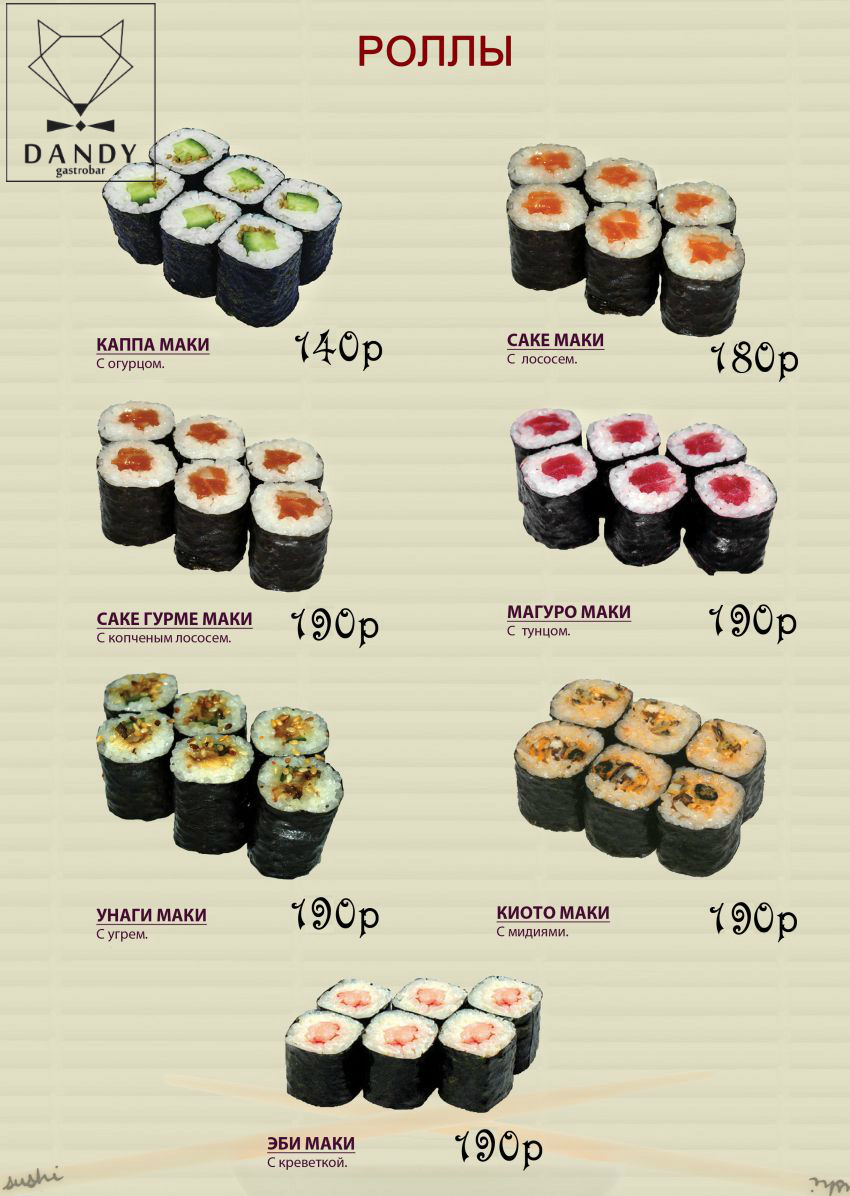 DANDY
gastrobar
РОЛЛЫ
КАППА МАКИ
С огурцом.
140р
САКЕ МАКИ
С лососем.
180р
САКЕ ГУРМЕ МАКИ
С копченым лососем.
190р
МАГУРО МАКИ
С тунцом.
190р
УНАГИ МАКИ
С угрем.
190р
КИОТО МАКИ
С мидиями.
190р
ЭБИ МАКИ
С креветкой.
190р
sushi